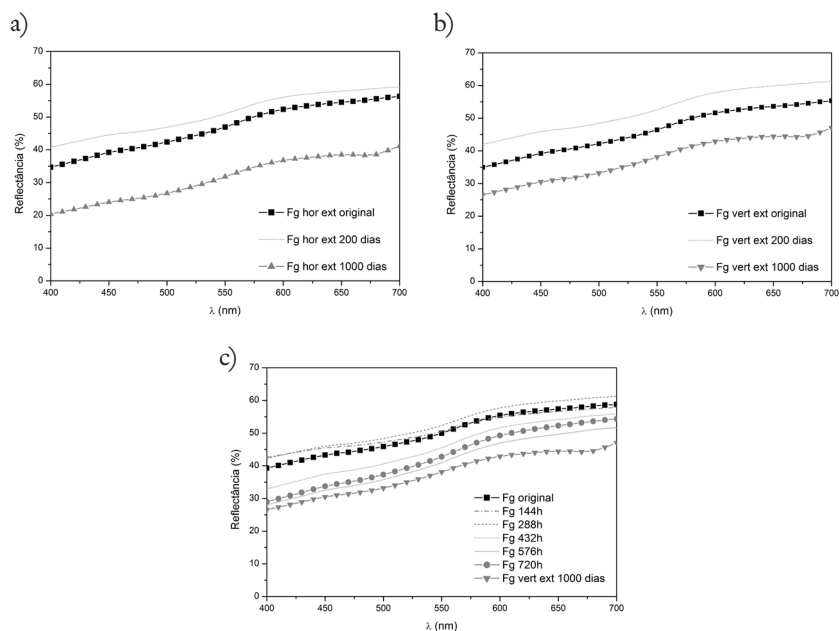 a)
70
60
50
40
30
20
10
0
Reflectância (%)
Fg hor ext original
Fg hor ext 200 dias
Fg hor ext 1000 dias
400 450 500 550 600 650 700
λ (nm)
b)
70
60
50
40
30
20
10
0
Reflectância (%)
Fg vert ext original
Fg vert ext 200 dias
Fg vert ext 1000 dias
400 450 500 550 600 650 700
λ (nm)
c)
70
60
50
40
30
20
10
0
Reflectância (%)
Fg original
Fg 144h
Fg 288h
Fg 432h
Fg 576h
Fg 720h
Fg vert ext 1000 dias
400 450 500 550 600 650 700
λ (nm)